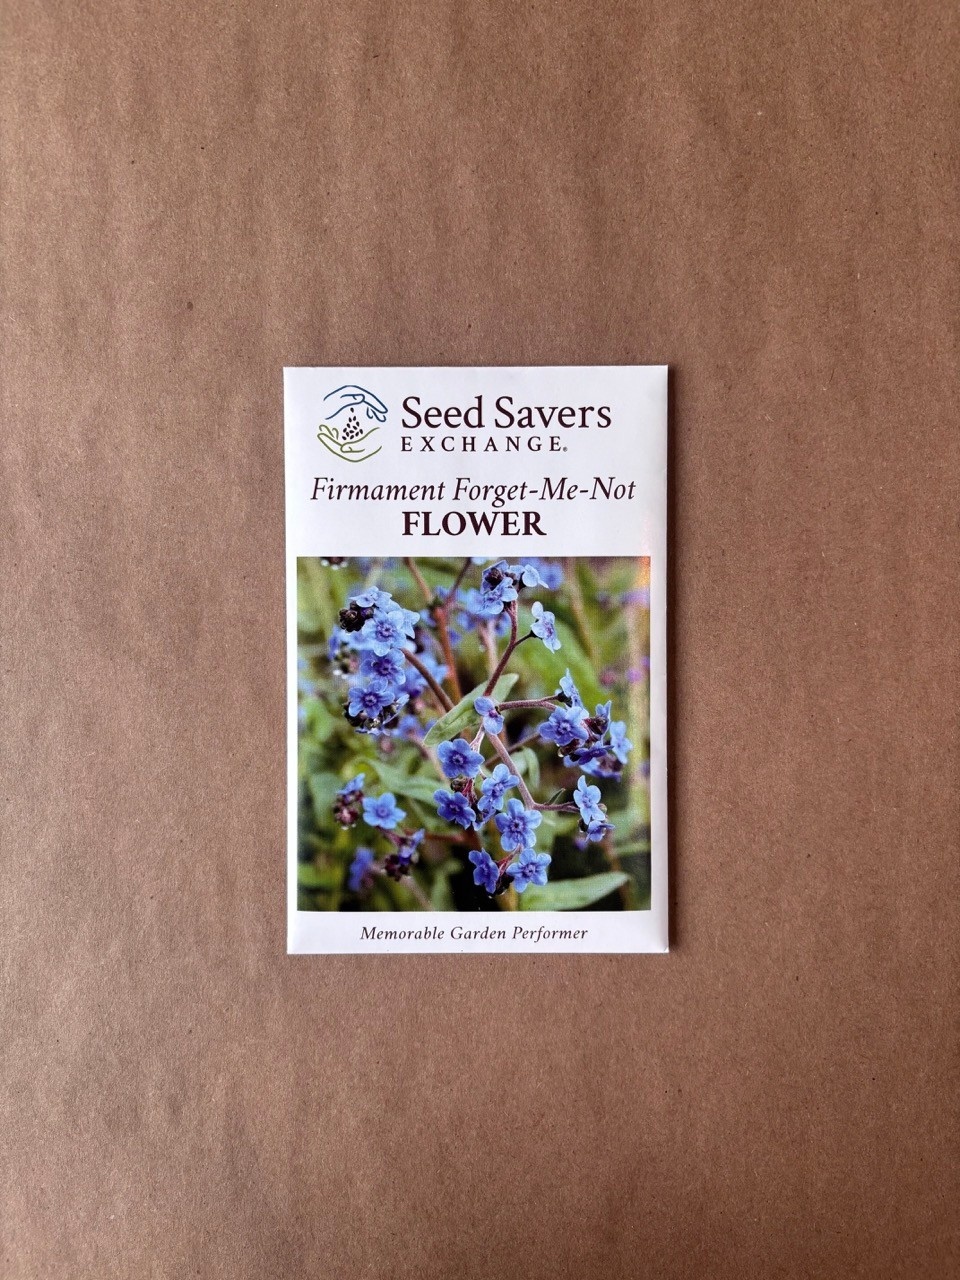 Seed Savers
EXCHANGE®
Firmament Forget-Me-Not
FLOWER
Memorable Garden Performer